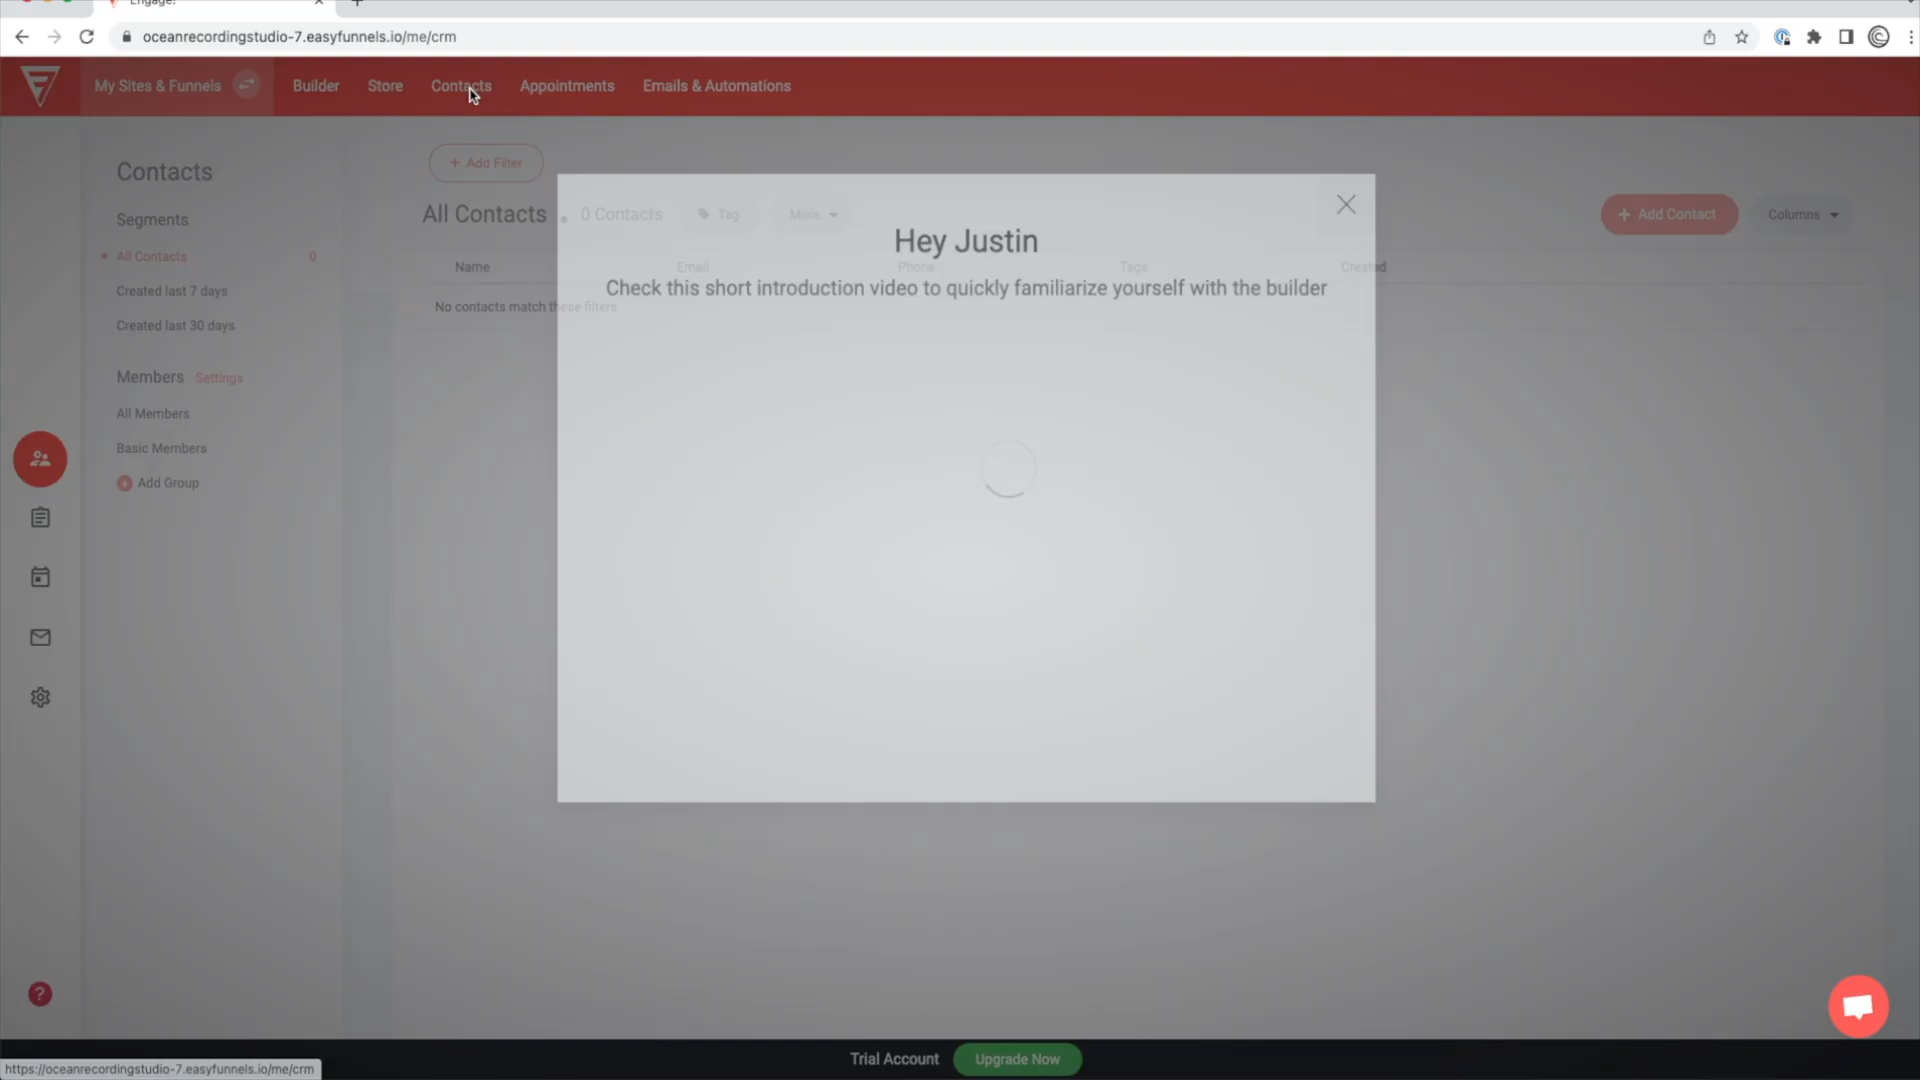 Engage!
oceanrecordingstudio-7.easyfunnels.io/me/crm
My Sites & Funnels
Builder
Store
Contacts
Appointments
Emails & Automations
Contacts
Segments
All Contacts 0
Created last 7 days
Created last 30 days
Members Settings
All Members
Basic Members
Add Group
+ Add Filter
All Contacts • 0 Contacts Tag More
+ Add Contact
Columns
Name Email Phone Tags Created
No contacts match these filters
Hey Justin
Check this short introduction video to quickly familiarize yourself with the builder
?
Trial Account
Upgrade Now
https://oceanrecordingstudio-7.easyfunnels.io/me/crm